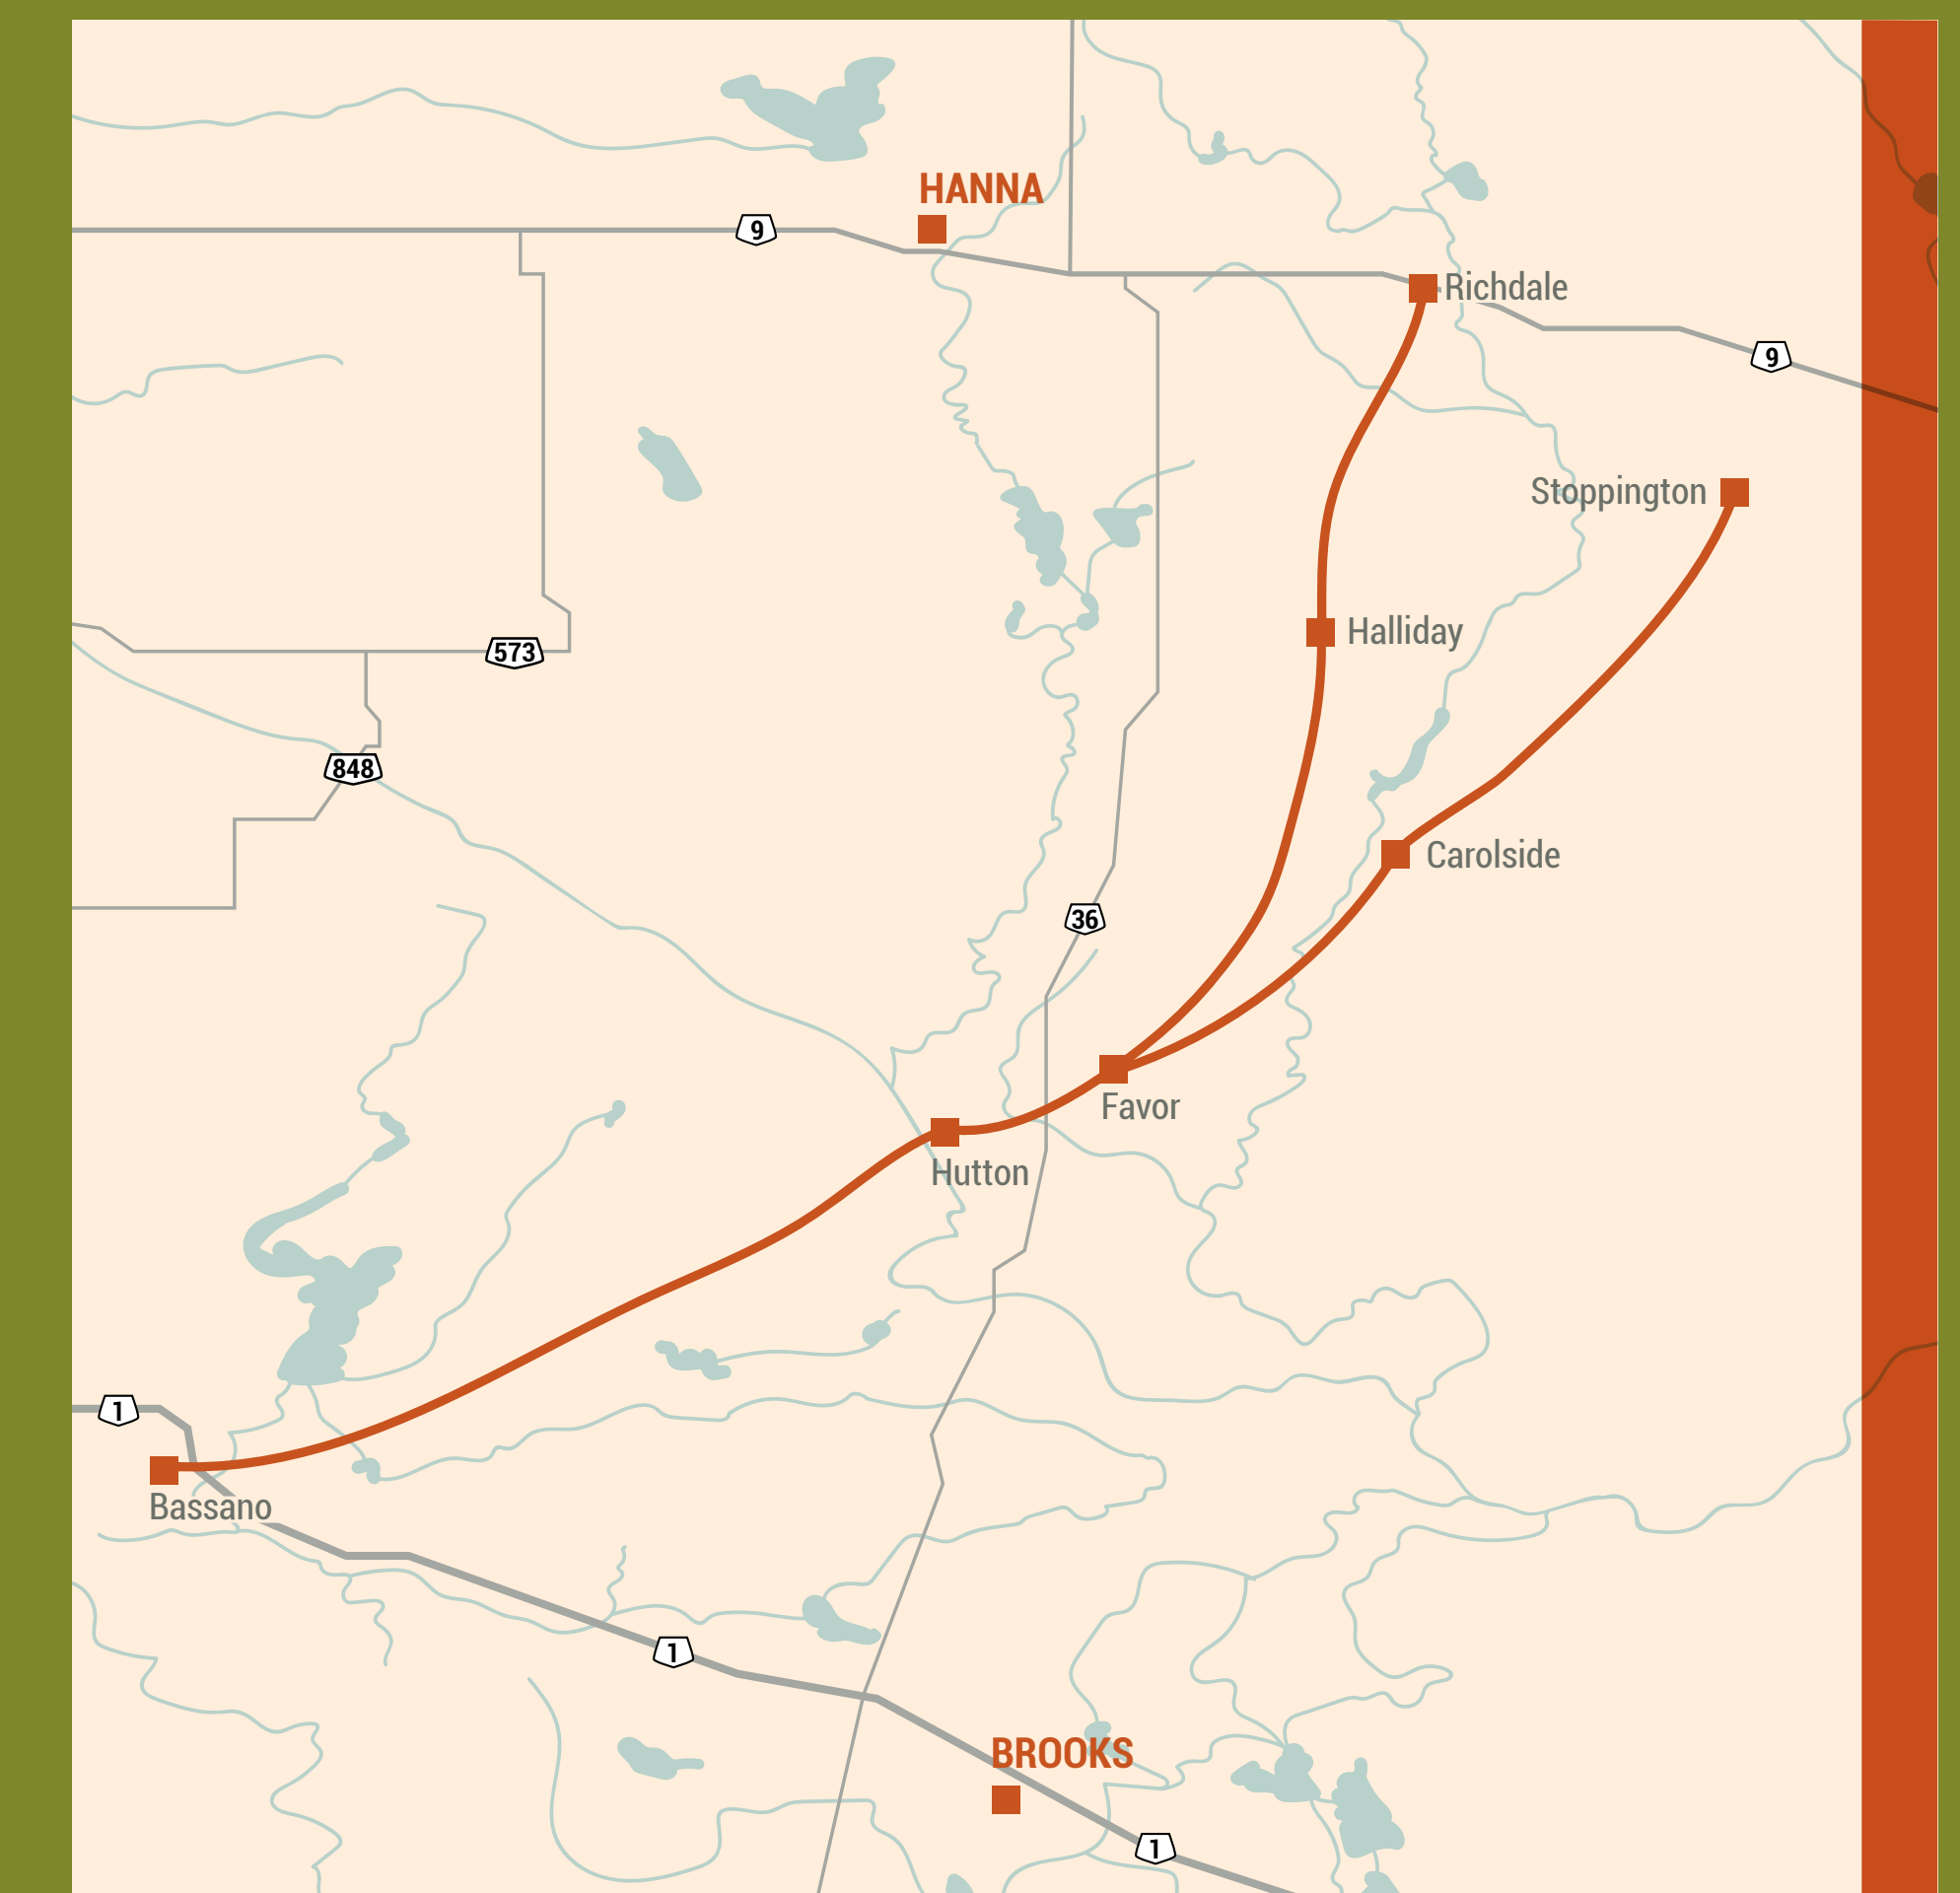 HANNA
9
Richdale
9
Stoppington
Halliday
573
848
Carolside
36
Favor
Hutton
1
Bassano
1
BROOKS
1